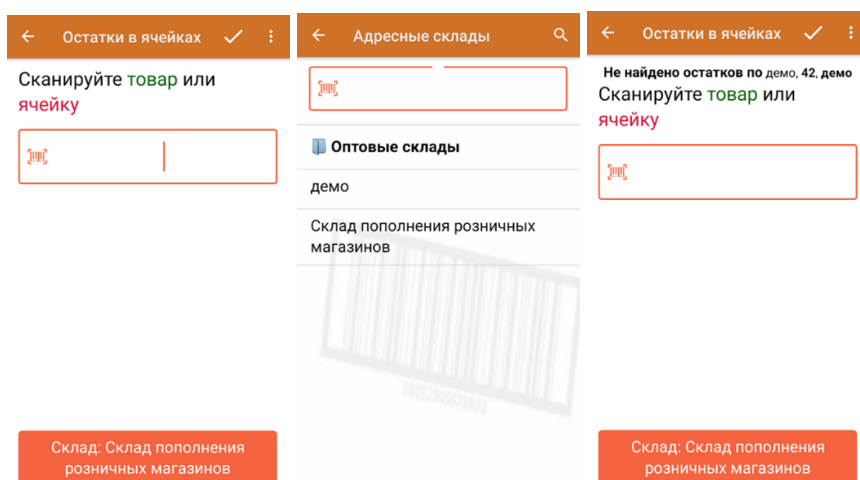 Остатки в ячейках
Сканируйте товар или
ячейку
Склад: Склад пополнения
розничных магазинов
Адресные склады
Оптовые склады
демо
Склад пополнения розничных
магазинов
Остатки в ячейках
Не найдено остатков по демо, 42, демо
Сканируйте товар или
ячейку
Склад: Склад пополнения
розничных магазинов